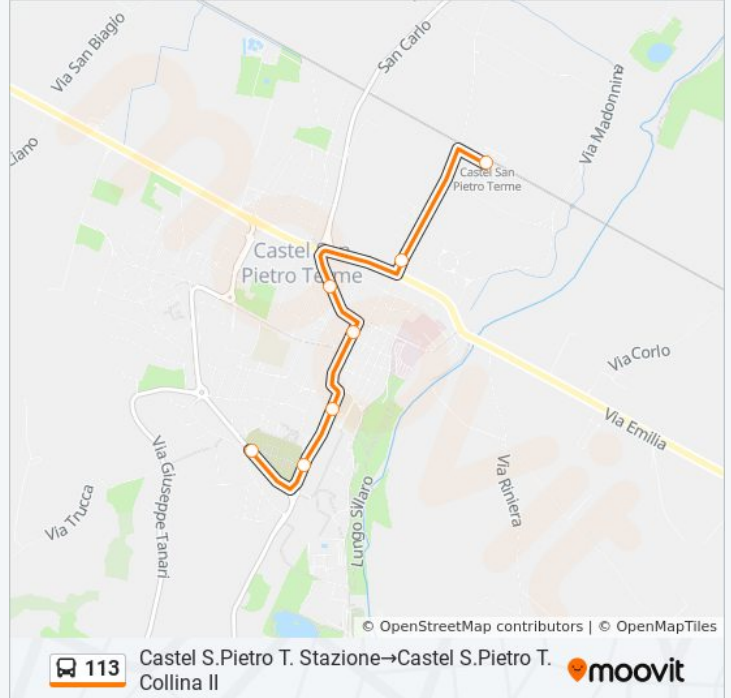 Via San Biagio
San Carlo
Via Madonnina
liano
Castel San
Pietro Terme
Castel San
Pietro Terme
Via Corlo
Via Emilia
Via Giuseppe Tanari
Via Trucca
Lungo Sillaro
Via Riniera
© OpenStreetMap contributors | © OpenMapTiles
113
Castel S.Pietro T. Stazione→Castel S.Pietro T.
Collina II
moovit